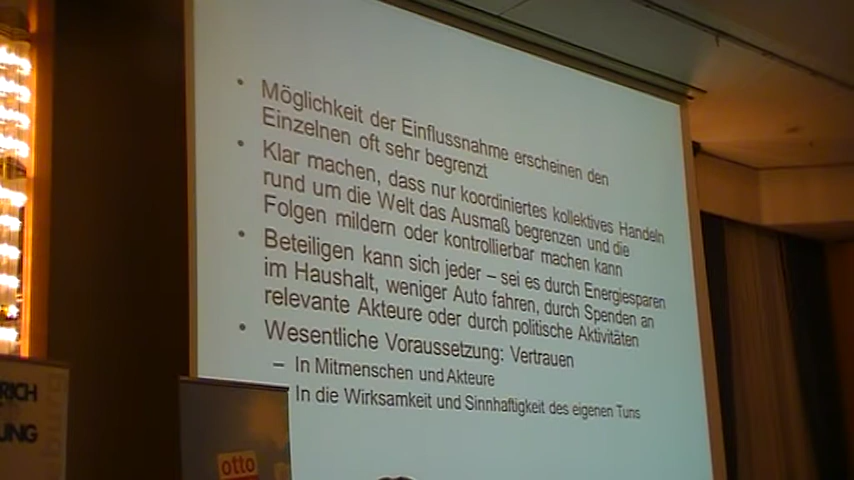 • Möglichkeit der Einflussnahme erscheinen den
Einzelnen oft sehr begrenzt
• Klar machen, dass nur koordiniertes kollektives Handeln
rund um die Welt das Ausmaß begrenzen und die
Folgen mildern oder kontrollierbar machen kann
• Beteiligen kann sich jeder – sei es durch Energiesparen
im Haushalt, weniger Auto fahren, durch Spenden an
relevante Akteure oder durch politische Aktivitäten
• Wesentliche Voraussetzung: Vertrauen
– In Mitmenschen und Akteure
In die Wirksamkeit und Sinnhaftigkeit des eigenen Tuns
RICH
UNG
otto